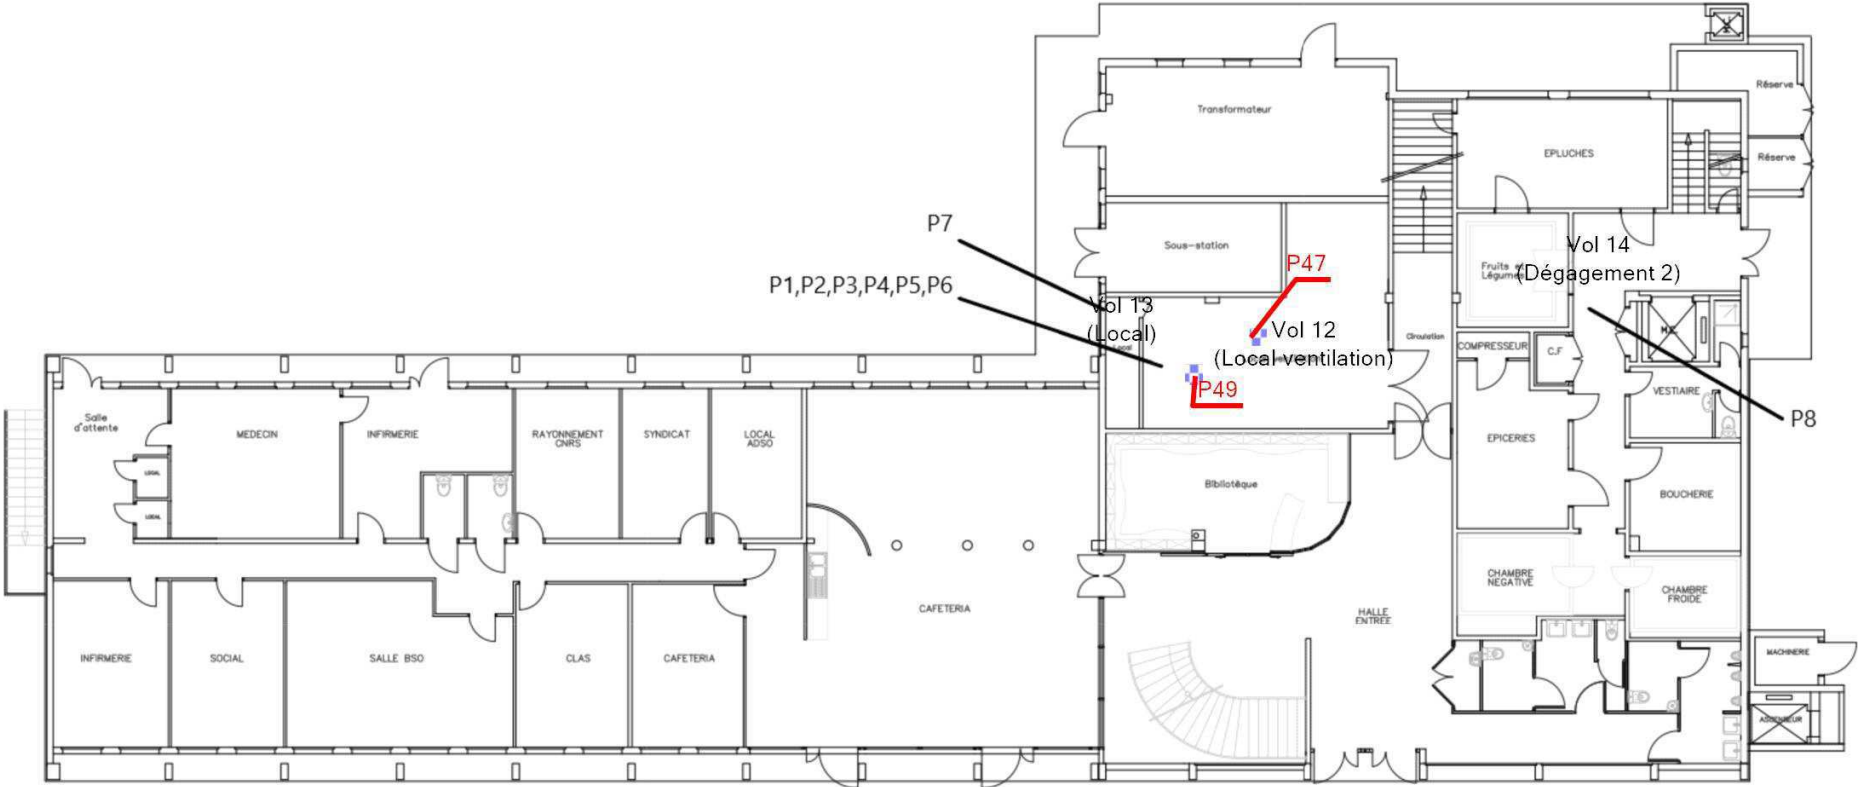 Réserve
Transformateur
EPLUCHES
Réserve
P7
Sous-station
Vol 14
(Dégagement 2)
Fruits et
Légumes
P47
P1,P2,P3,P4,P5,P6
Vol 13
(Local)
Local
Vol 12
(Local ventilation)
Circulation
COMPRESSEUR
C.F
P49
VESTIAIRE
P8
Salle
d'attente
MEDECIN
INFIRMERIE
RAYONNEMENT
CNRS
SYNDICAT
LOCAL
ADSO
EPICERIES
LOCAL
LOCAL
Bibliotèque
BOUCHERIE
CHAMBRE
NEGATIVE
CHAMBRE
FROIDE
CAFETERIA
HALLE
ENTREE
INFIRMERIE
SOCIAL
SALLE BSO
CLAS
CAFETERIA
MACHINERIE
ASCENSEUR